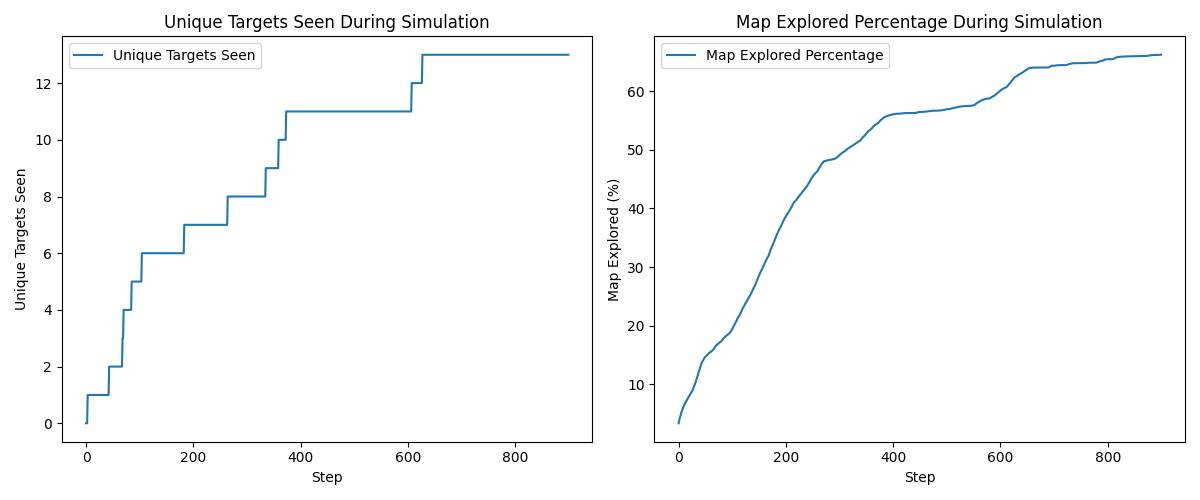 Unique Targets Seen During Simulation
Unique Targets Seen
12
10
8
6
4
2
0
Unique Targets Seen
0 200 400 600 800
Step
Map Explored Percentage During Simulation
Map Explored Percentage
60
50
40
30
20
10
Map Explored (%)
0 200 400 600 800
Step